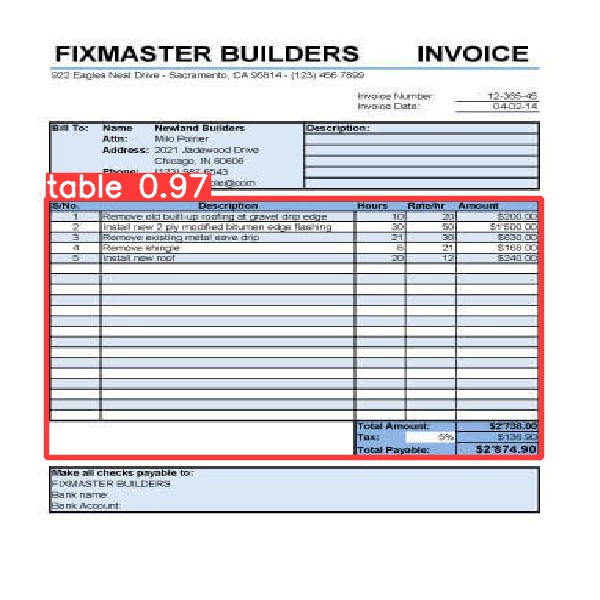 FIXMASTER BUILDERS INVOICE
922 Eagles Nest Drive - Sacramento, CA 95814 - (123) 456 7899
Invoice Number: 12-365-45
Invoice Date: 04-02-14
Bill To: Name Newland Builders Description:
Attn: Milo Poirier
Address: 2021 Jadewood Drive
Chicago, IN 60606
Phone: (123) 987 6543
table 0.97
S/No. Description Hours Rate/hr Amount
1 Remove old built-up roofing at gravel drip edge 10 20 $200.00
2 Install new 2 ply modified bitumen edge flashing 30 50 $1'500.00
3 Remove existing metal eave drip 21 30 $630.00
4 Remove shingle 8 21 $168.00
5 Install new roof 20 12 $240.00
Total Amount: $2'738.00
Tax: 5% $136.90
Total Payable: $2'874.90
Make all checks payable to:
FIXMASTER BUILDERS
Bank name:
Bank Account: